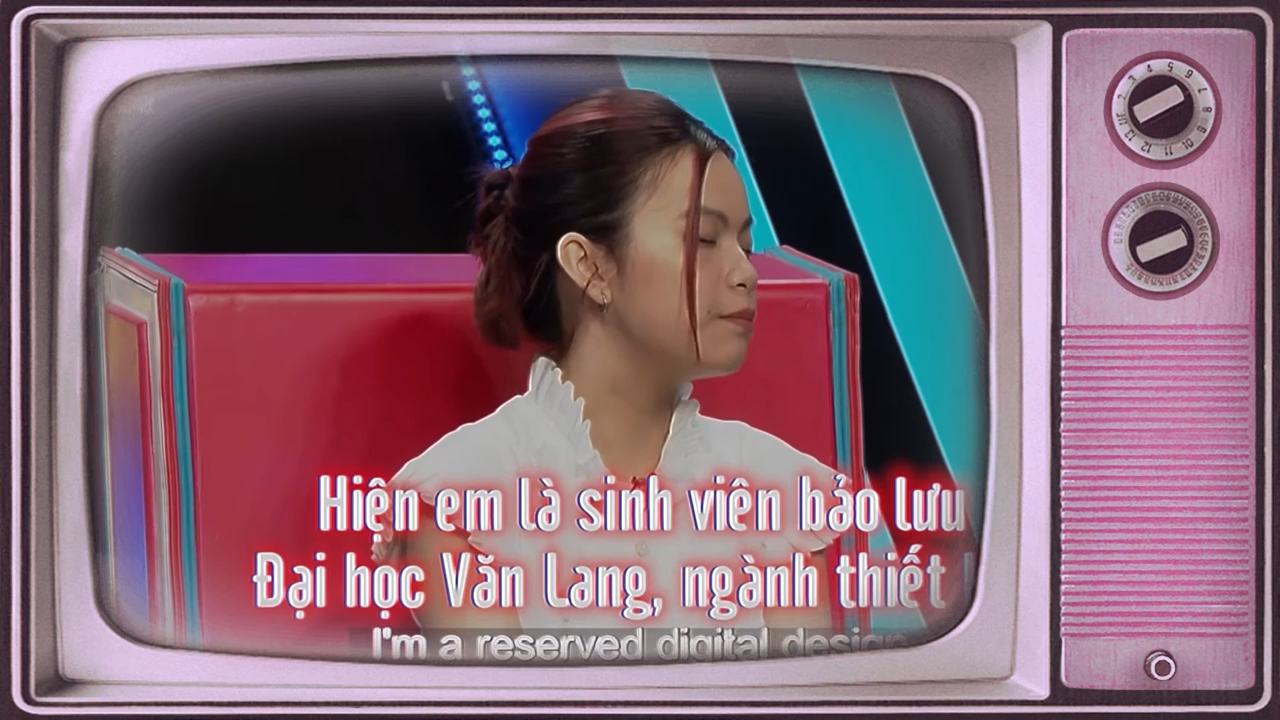 Hiện em là sinh viên bảo lưu
Đại học Văn Lang, ngành thiết
I'm a reserved digital